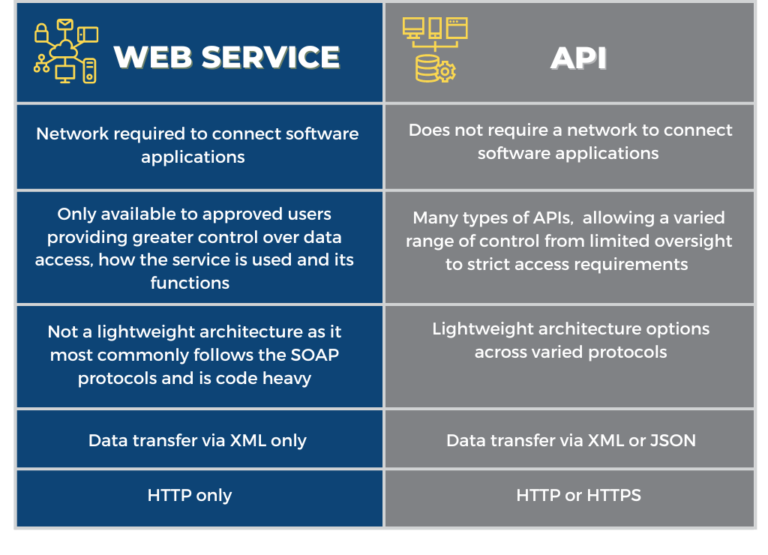 WEB SERVICE
API
Network required to connect software
applications
Does not require a network to connect
software applications
Only available to approved users
providing greater control over data
access, how the service is used and its
functions
Many types of APIs,  allowing a varied
range of control from limited oversight
to strict access requirements
Not a lightweight architecture as it
most commonly follows the SOAP
protocols and is code heavy
Lightweight architecture options
across varied protocols
Data transfer via XML only
Data transfer via XML or JSON
HTTP only
HTTP or HTTPS